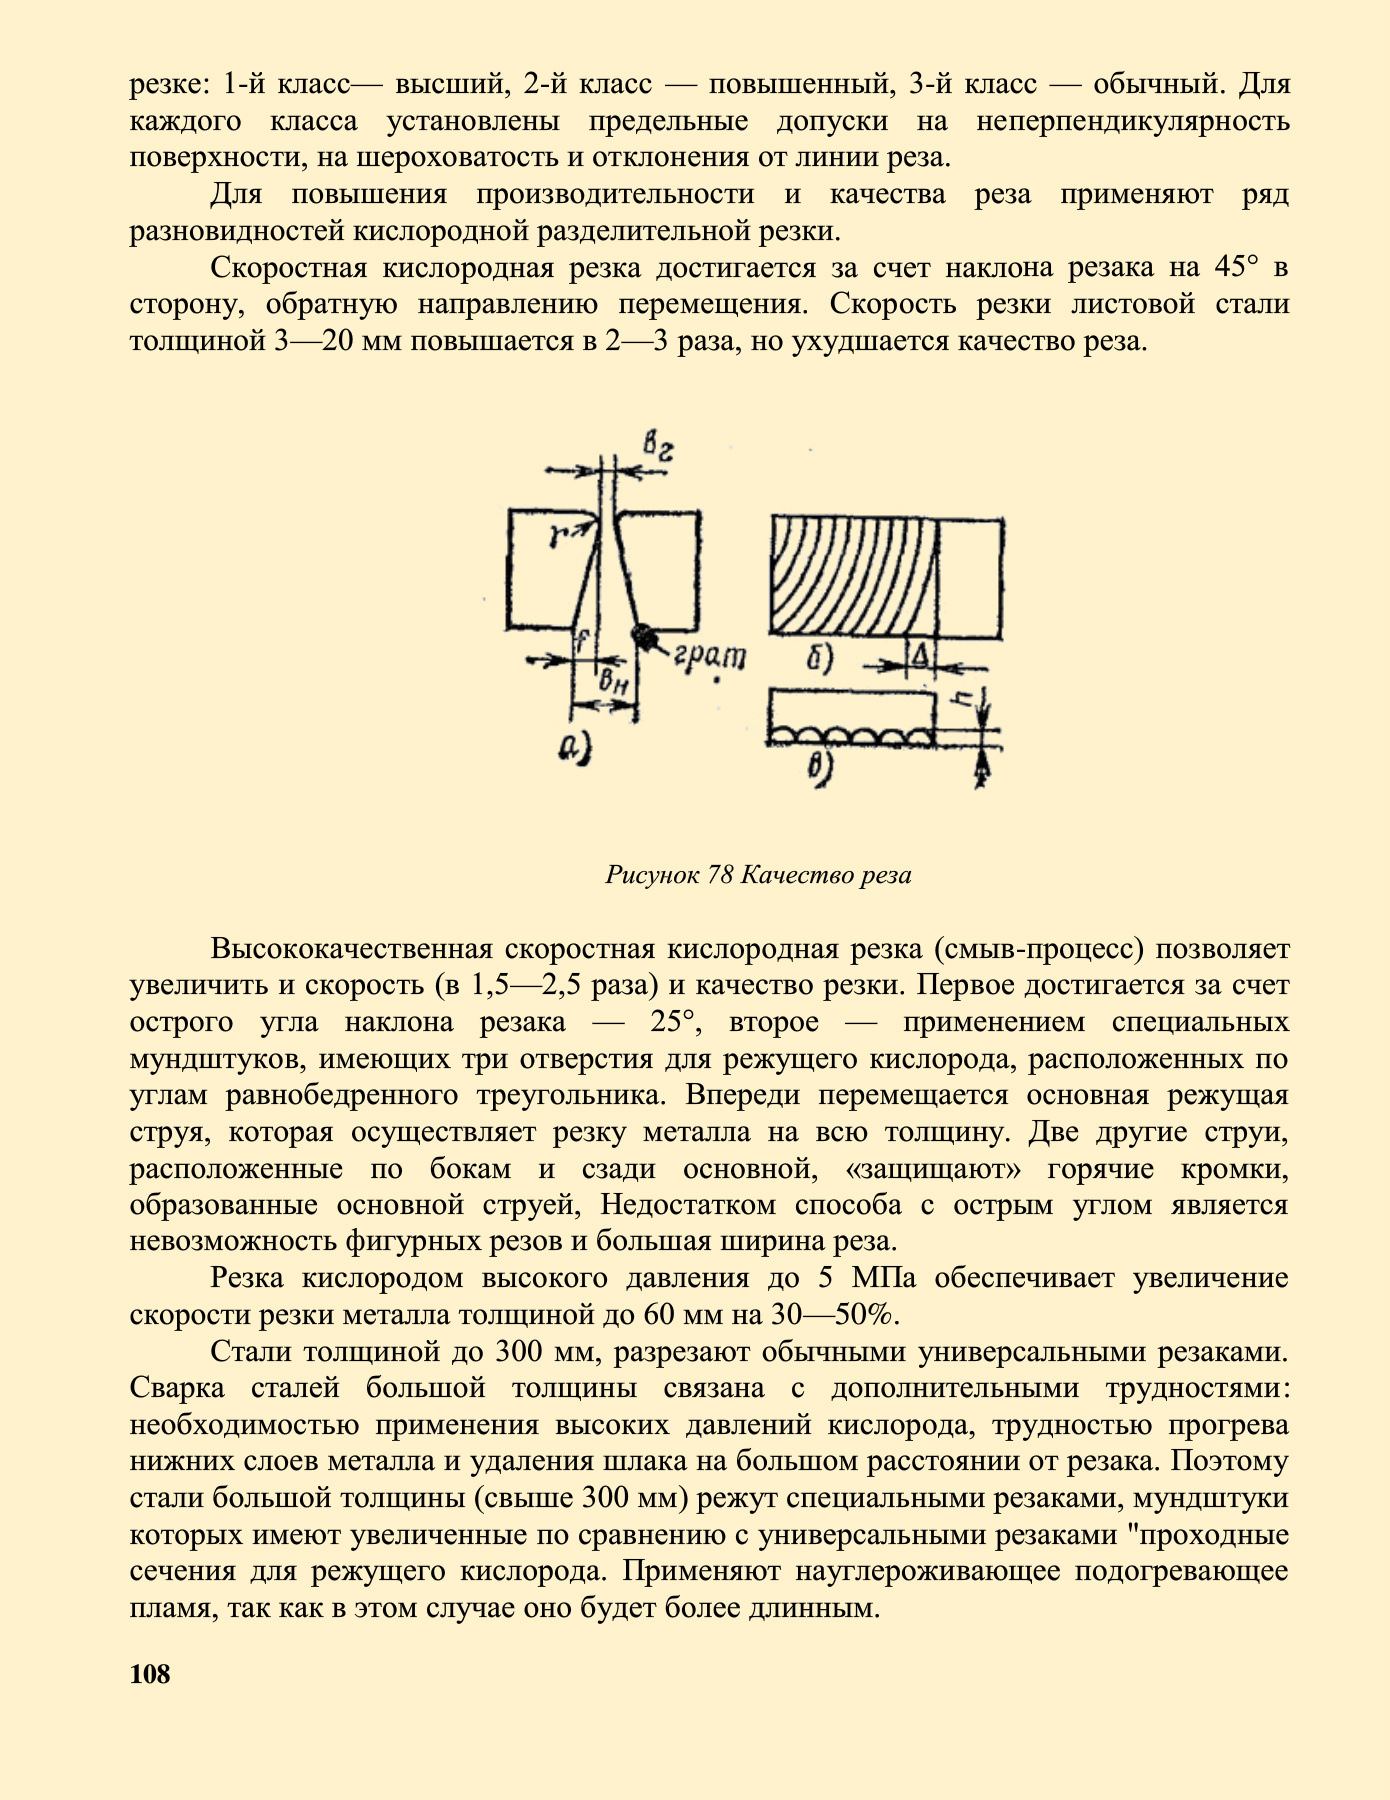 резке: 1-й класс— высший, 2-й класс — повышенный, 3-й класс — обычный. Для
каждого класса установлены предельные допуски на неперпендикулярность
поверхности, на шероховатость и отклонения от линии реза.
Для повышения производительности и качества реза применяют ряд
разновидностей кислородной разделительной резки.
Скоростная кислородная резка достигается за счет наклона резака на 45° в
сторону, обратную направлению перемещения. Скорость резки листовой стали
толщиной 3—20 мм повышается в 2—3 раза, но ухудшается качество реза.
вг
r
f
грат
б)
Δ
вн
h
а)
в)
Рисунок 78 Качество реза
Высококачественная скоростная кислородная резка (смыв-процесс) позволяет
увеличить и скорость (в 1,5—2,5 раза) и качество резки. Первое достигается за счет
острого угла наклона резака — 25°, второе — применением специальных
мундштуков, имеющих три отверстия для режущего кислорода, расположенных по
углам равнобедренного треугольника. Впереди перемещается основная режущая
струя, которая осуществляет резку металла на всю толщину. Две другие струи,
расположенные по бокам и сзади основной, «защищают» горячие кромки,
образованные основной струей, Недостатком способа с острым углом является
невозможность фигурных резов и большая ширина реза.
Резка кислородом высокого давления до 5 МПа обеспечивает увеличение
скорости резки металла толщиной до 60 мм на 30—50%.
Стали толщиной до 300 мм, разрезают обычными универсальными резаками.
Сварка сталей большой толщины связана с дополнительными трудностями:
необходимостью применения высоких давлений кислорода, трудностью прогрева
нижних слоев металла и удаления шлака на большом расстоянии от резака. Поэтому
стали большой толщины (свыше 300 мм) режут специальными резаками, мундштуки
которых имеют увеличенные по сравнению с универсальными резаками "проходные
сечения для режущего кислорода. Применяют науглероживающее подогревающее
пламя, так как в этом случае оно будет более длинным.
108